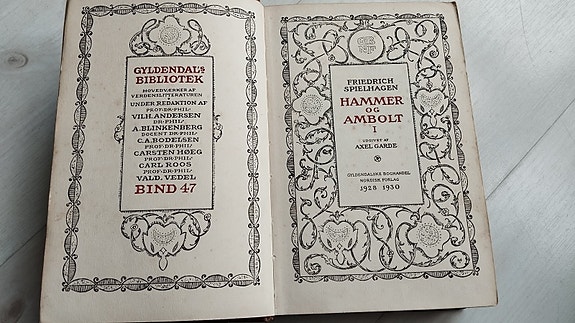 GYLDENDALS
BIBLIOTEK
HOVEDVÆRKER AF
VERDENSLITTERATUREN
UNDER REDAKTION AF
PROF· DR· PHIL·
VILH. ANDERSEN
DR· PHIL·
A. BLINKENBERG
DOCENT DR· PHIL·
C. A. BODELSEN
PROF· DR· PHIL·
CARSTEN HØEG
PROF· DR· PHIL·
CARL ROOS
PROF· DR· PHIL·
VALD. VEDEL
BIND 47
FRIEDRICH
SPIELHAGEN
HAMMER
OG
AMBOLT
UDGIVET AF
AXEL GARDE
GYLDENDALSKE BOGHANDEL
NORDISK FORLAG
1928 1930